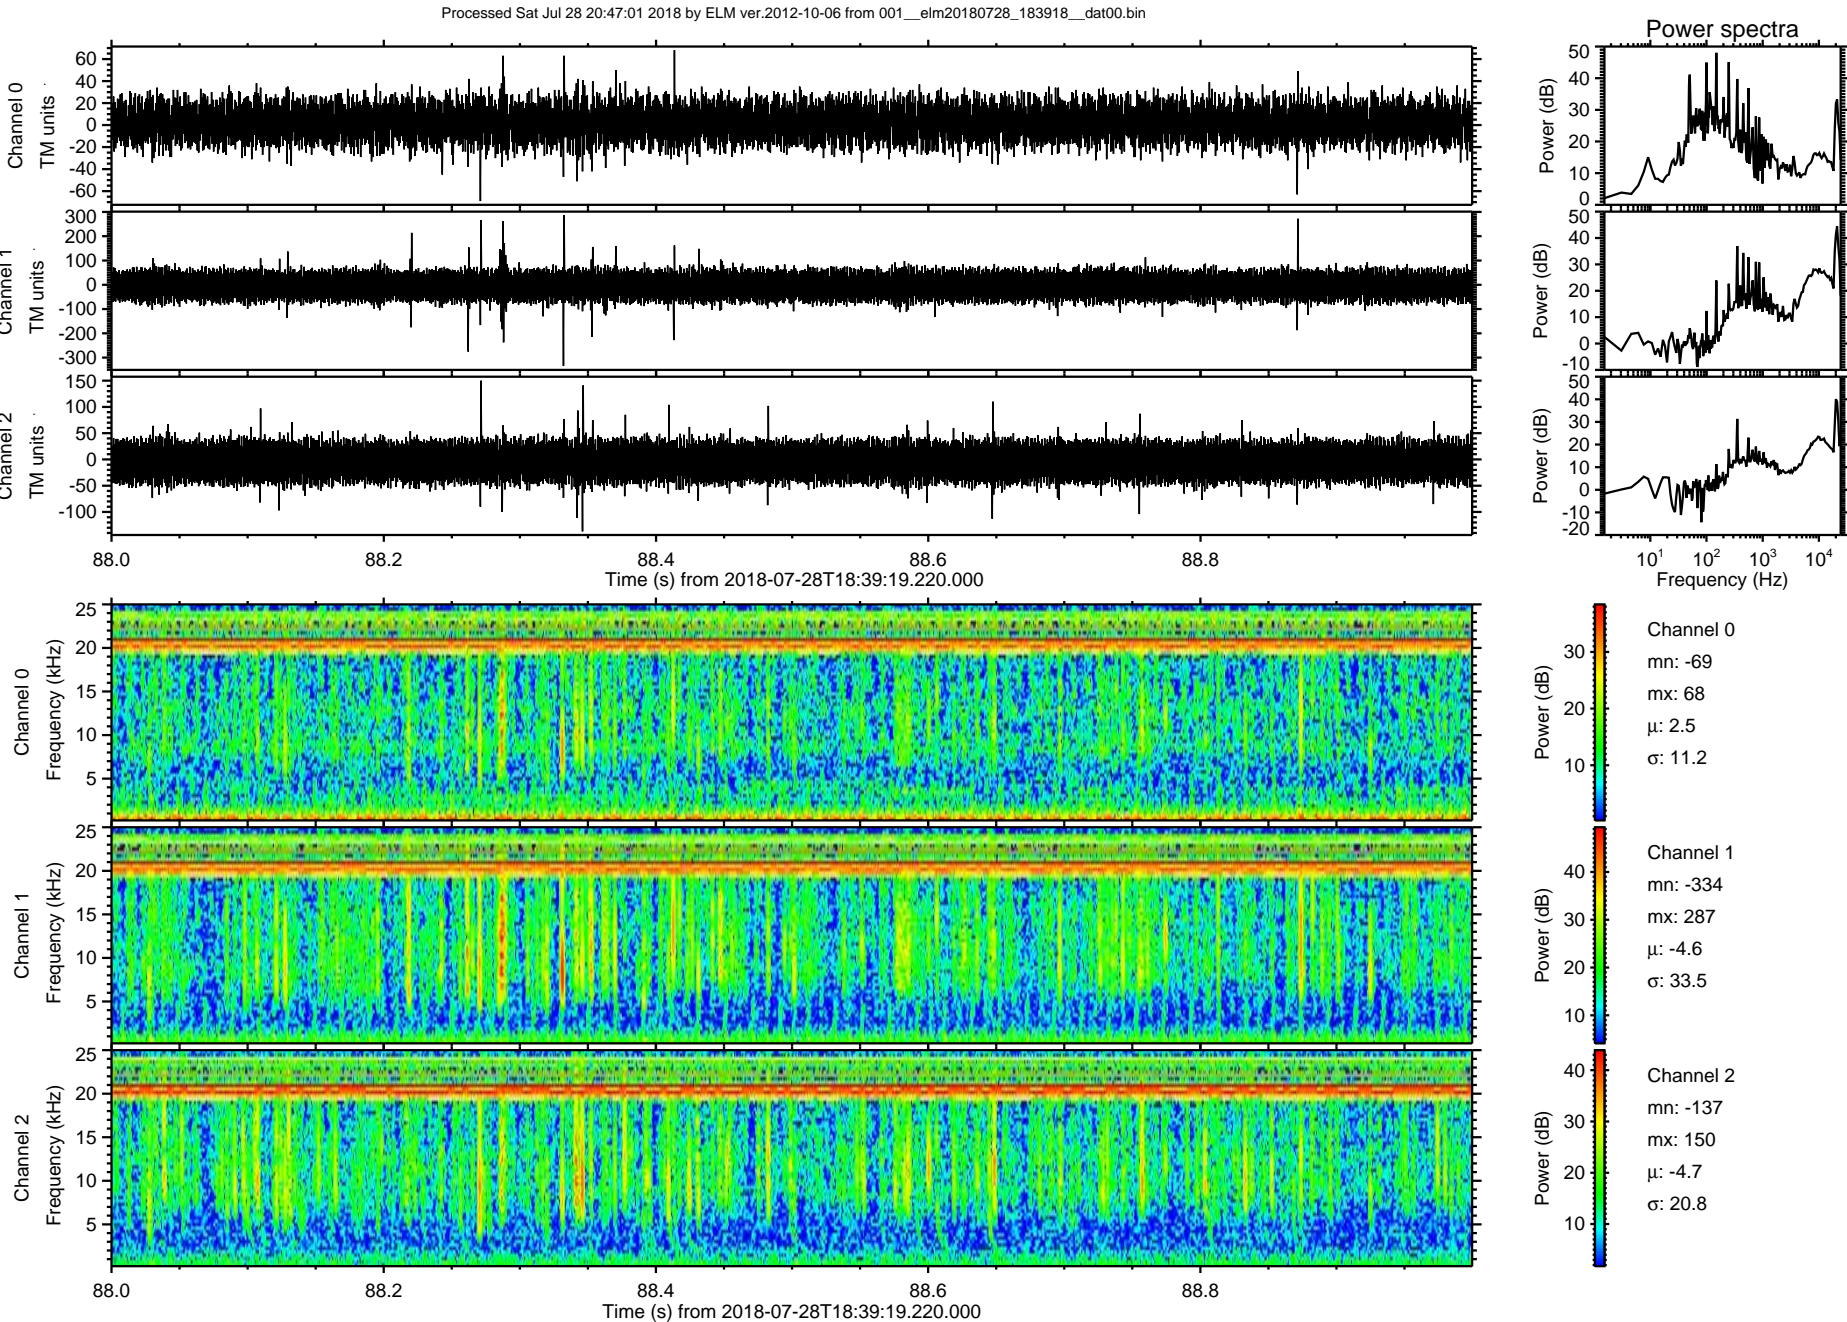 Processed Sat Jul 28 20:47:01 2018 by ELM ver.2012-10-06 from 001__elm20180728_183918__dat00.bin
Power spectra
Channel 0
TM units
60
40
20
0
-20
-40
-60
Power (dB)
50
40
30
20
10
0
Channel 1
TM units
300
200
100
0
-100
-200
-300
Power (dB)
50
40
30
20
10
0
-10
Channel 2
TM units
150
100
50
0
-50
-100
Power (dB)
50
40
30
20
10
0
-10
-20
88.0 88.2 88.4 88.6 88.8
Time (s) from 2018-07-28T18:39:19.220.000
10¹ 10² 10³ 10⁴
Frequency (Hz)
Channel 0
Frequency (kHz)
25
20
15
10
5
Power (dB)
30
20
10
Channel 0
mn: -69
mx: 68
μ: 2.5
σ: 11.2
Channel 1
Frequency (kHz)
25
20
15
10
5
Power (dB)
40
30
20
10
Channel 1
mn: -334
mx: 287
μ: -4.6
σ: 33.5
Channel 2
Frequency (kHz)
25
20
15
10
5
Power (dB)
40
30
20
10
Channel 2
mn: -137
mx: 150
μ: -4.7
σ: 20.8
88.0 88.2 88.4 88.6 88.8
Time (s) from 2018-07-28T18:39:19.220.000